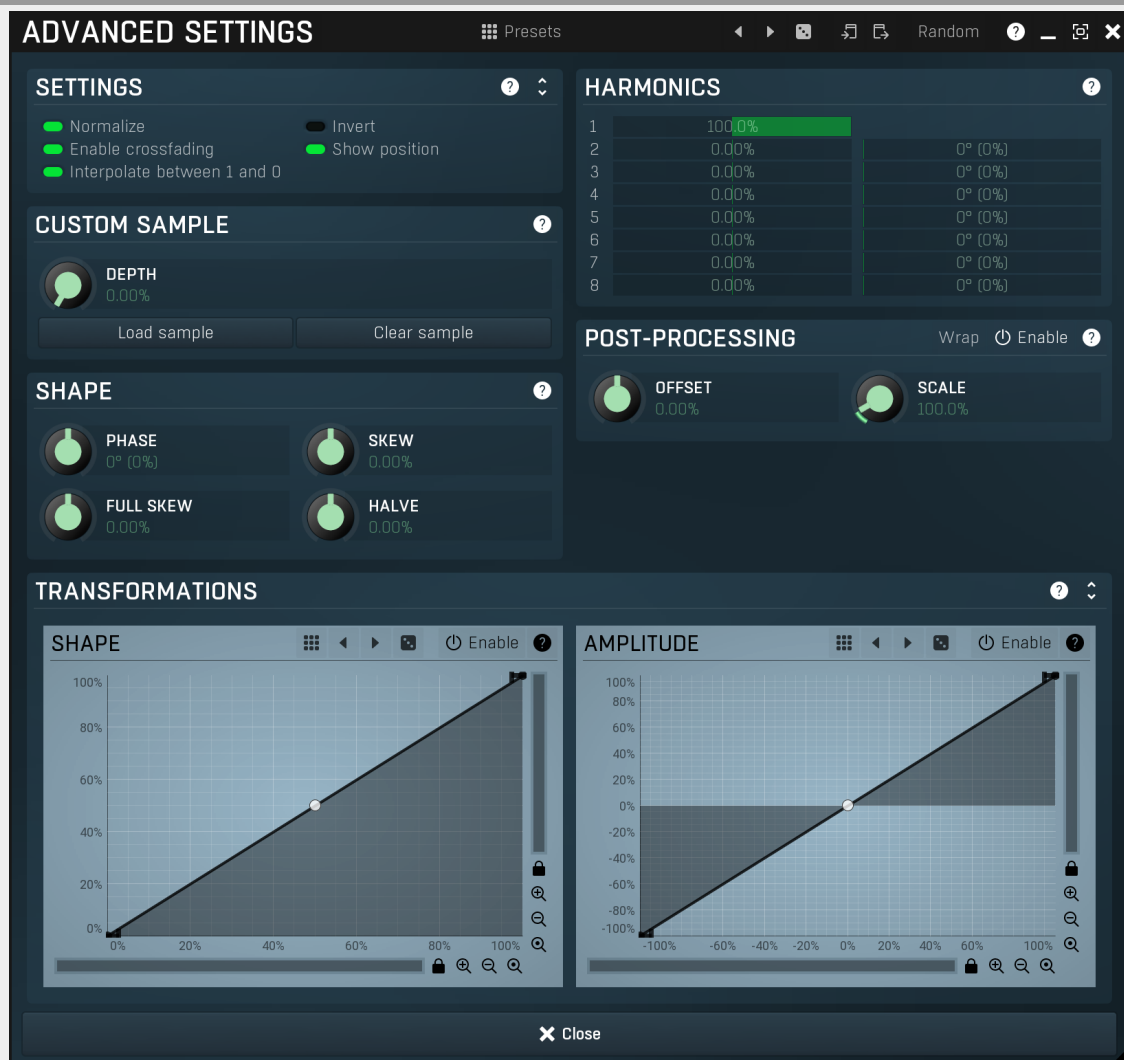 ADVANCED SETTINGS Presets Random ?
SETTINGS ?
Normalize Invert
Enable crossfading Show position
Interpolate between 1 and 0
CUSTOM SAMPLE ?
DEPTH
0.00%
Load sample Clear sample
SHAPE ?
PHASE SKEW
0° (0%) 0.00%
FULL SKEW HALVE
0.00% 0.00%
HARMONICS ?
1 100.0%
2 0.00% 0° (0%)
3 0.00% 0° (0%)
4 0.00% 0° (0%)
5 0.00% 0° (0%)
6 0.00% 0° (0%)
7 0.00% 0° (0%)
8 0.00% 0° (0%)
POST-PROCESSING Wrap Enable ?
OFFSET SCALE
0.00% 100.0%
TRANSFORMATIONS ?
SHAPE Enable ?
100%
80%
60%
40%
20%
0%
0% 20% 40% 60% 80% 100%
AMPLITUDE Enable ?
100%
80%
60%
40%
20%
0%
-20%
-40%
-60%
-80%
-100%
-100% -60% -40% -20% 0% 20% 40% 60% 100%
Close